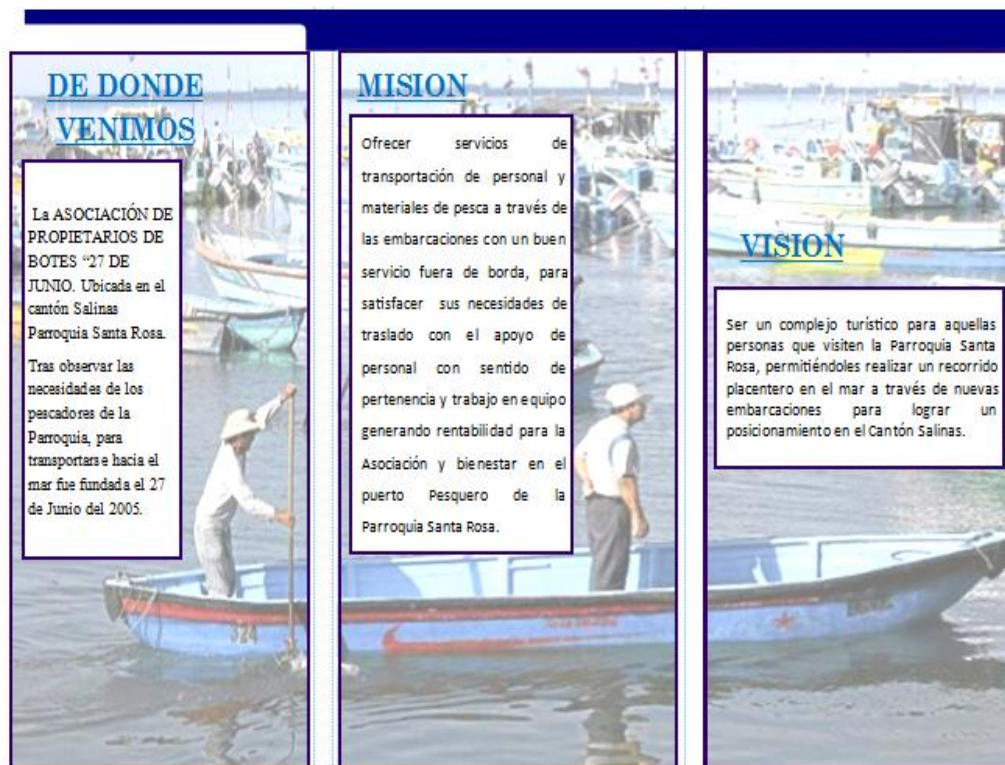 DE DONDE
VENIMOS
La ASOCIACIÓN DE
PROPIETARIOS DE
BOTES “27 DE
JUNIO. Ubicada en el
cantón Salinas
Parroquia Santa Rosa.
Tras observar las
necesidades de los
pescadores de la
Parroquia, para
transportarse hacia el
mar fue fundada el 27
de Junio del 2005.
MISION
Ofrecer servicios de
transportación de personal y
materiales de pesca a través de
las embarcaciones con un buen
servicio fuera de borda, para
satisfacer sus necesidades de
traslado con el apoyo de
personal con sentido de
pertenencia y trabajo en equipo
generando rentabilidad para la
Asociación y bienestar en el
puerto Pesquero de la
Parroquia Santa Rosa.
VISION
Ser un complejo turístico para aquellas
personas que visiten la Parroquia Santa
Rosa, permitiéndoles realizar un recorrido
placentero en el mar a través de nuevas
embarcaciones para lograr un
posicionamiento en el Cantón Salinas.
324